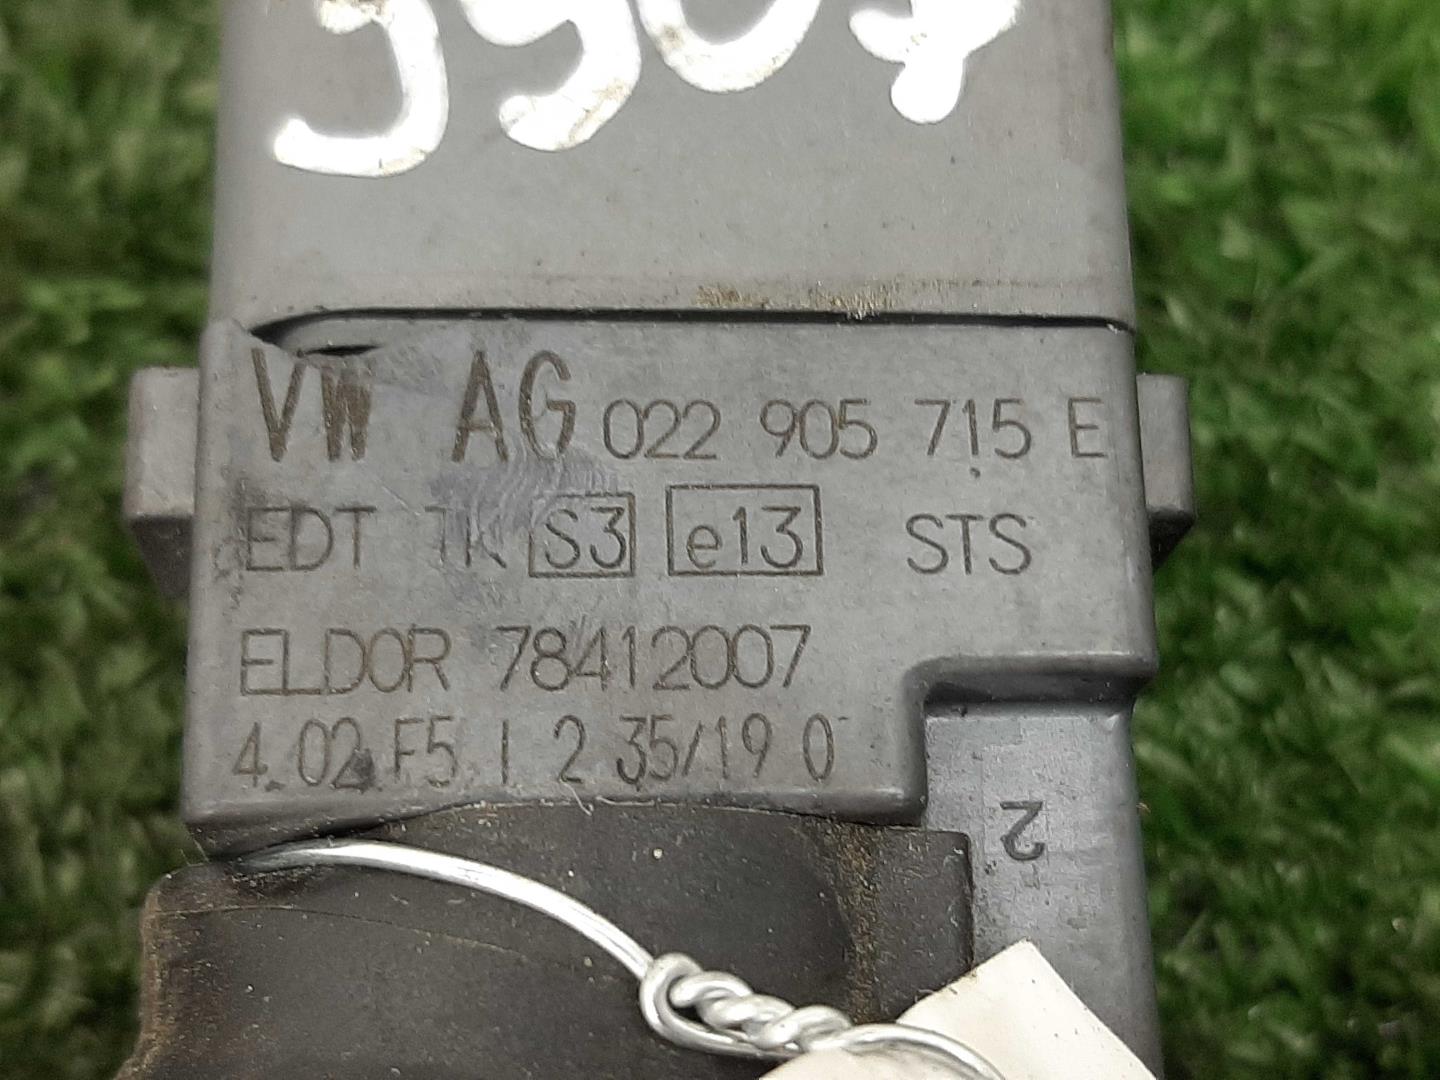 VW AG 022 905 715 E
EDT TK S3 e13 STS
ELDOR 78412007
4.02 F5 1 2 35/19 0
2